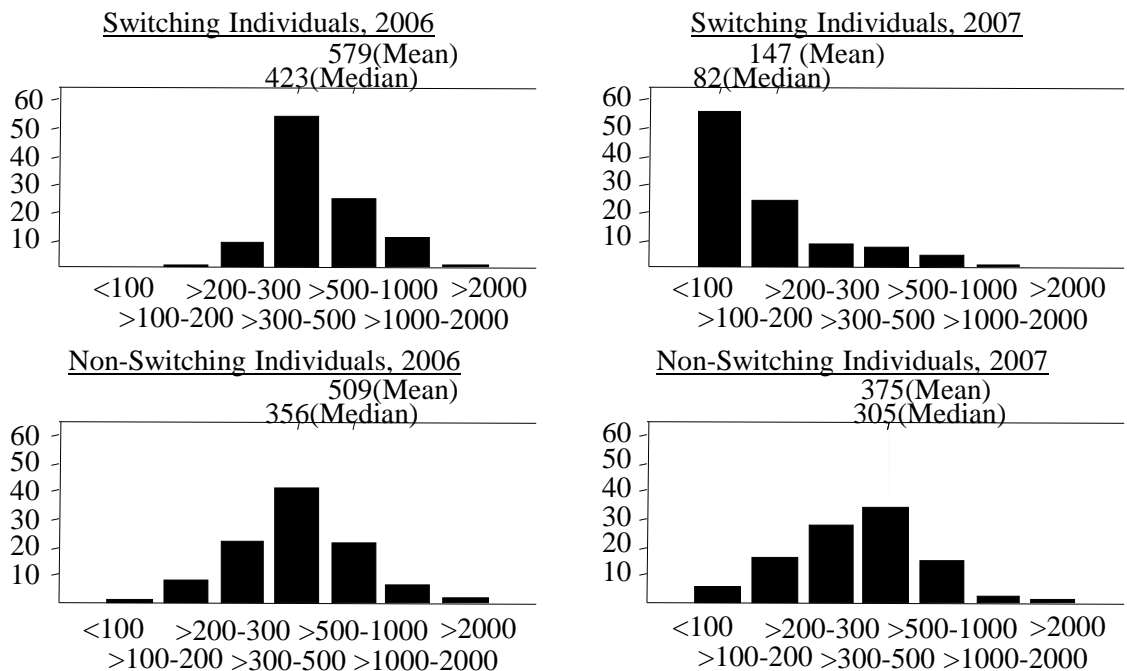 Switching Individuals, 2006
579(Mean)
423(Median)
60
50
40
30
20
10
<100 >200-300 >500-1000 >2000
>100-200 >300-500 >1000-2000
Switching Individuals, 2007
147 (Mean)
82(Median)
60
50
40
30
20
10
<100 >200-300 >500-1000 >2000
>100-200 >300-500 >1000-2000
Non-Switching Individuals, 2006
509(Mean)
356(Median)
60
50
40
30
20
10
<100 >200-300 >500-1000 >2000
>100-200 >300-500 >1000-2000
Non-Switching Individuals, 2007
375(Mean)
305(Median)
60
50
40
30
20
10
<100 >200-300 >500-1000 >2000
>100-200 >300-500 >1000-2000